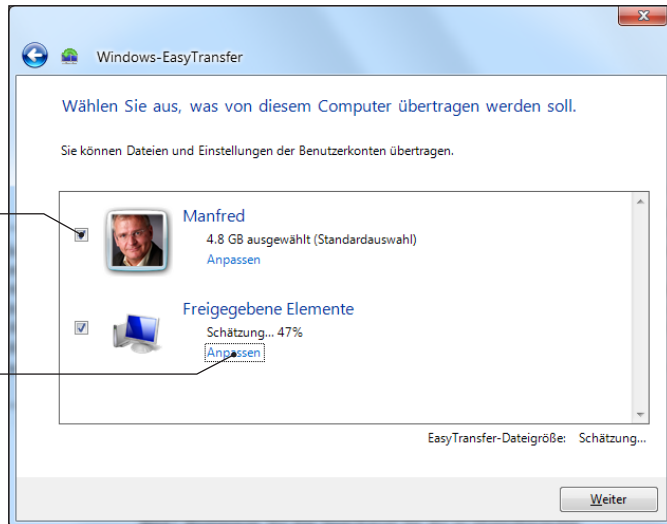 Windows-EasyTransfer
Wählen Sie aus, was von diesem Computer übertragen werden soll.
Sie können Dateien und Einstellungen der Benutzerkonten übertragen.
Manfred
4.8 GB ausgewählt (Standardauswahl)
Anpassen
Freigegebene Elemente
Schätzung... 47%
Anpassen
EasyTransfer-Dateigröße: Schätzung...
Weiter